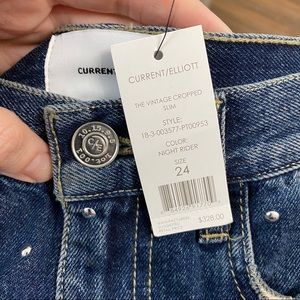 CURRENT
CURRENT/ELLIOTT
THE VINTAGE CROPPED
SLIM
STYLE:
18-3-003577-PT00953
COLOR:
NIGHT RIDER
SIZE
24
$328.00